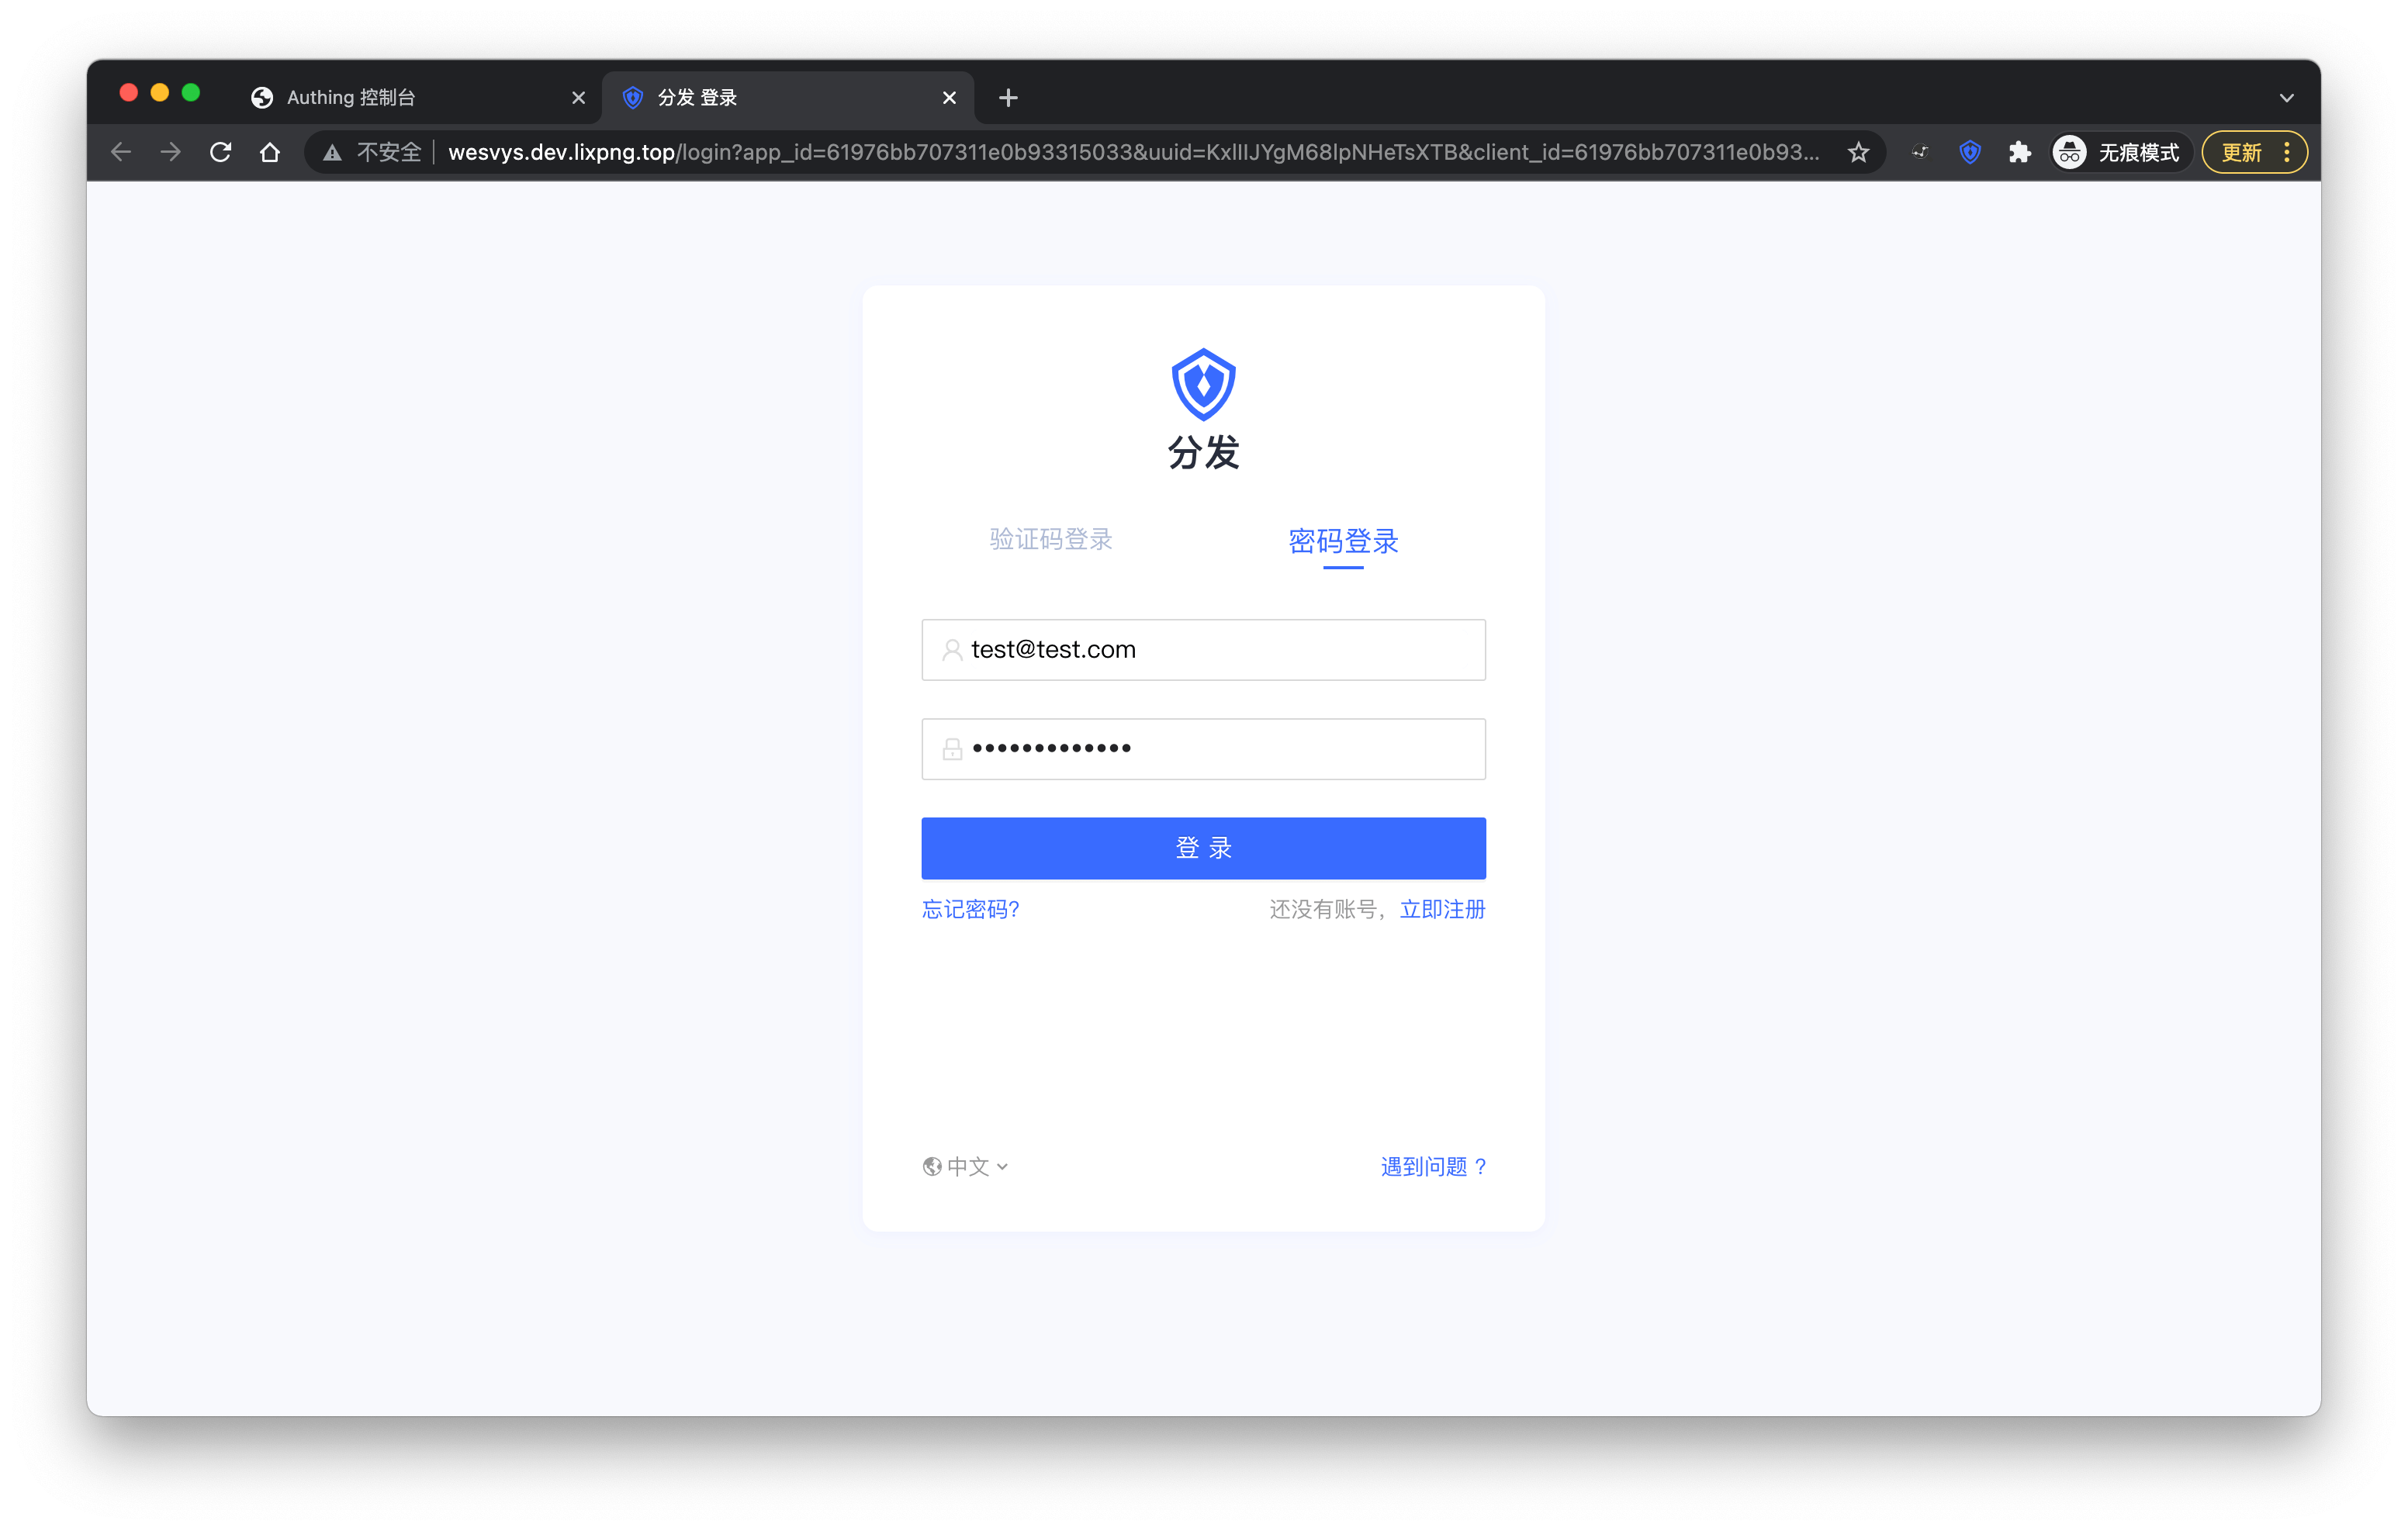 Authing 控制台
分发 登录
不安全
wesvys.dev.lixpng.top/login?app_id=61976bb707311e0b93315033&uuid=KxlIIJYgM68lpNHeTsXTB&client_id=61976bb707311e0b93...
无痕模式
更新
分发
验证码登录
密码登录
test@test.com
•••••••••••••
登 录
忘记密码?
还没有账号，立即注册
中文
遇到问题 ?